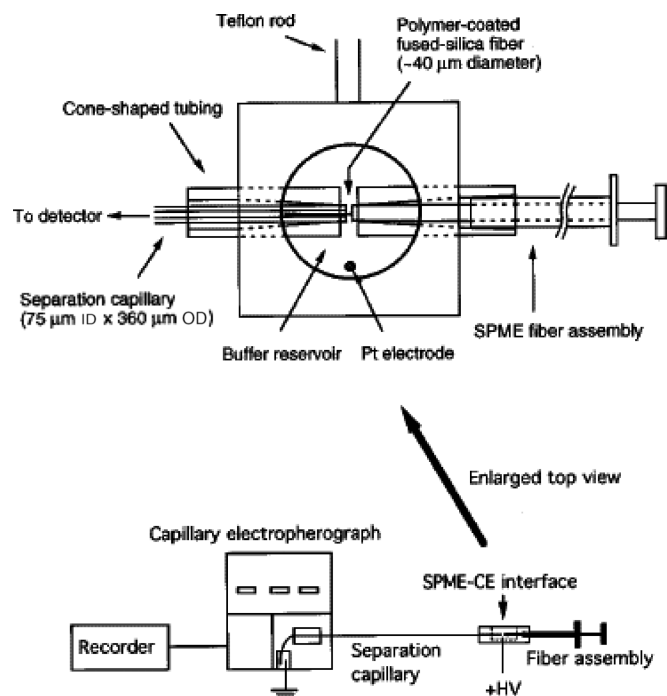 Teflon rod
Polymer-coated
fused-silica fiber
(~40 µm diameter)
Cone-shaped tubing
To detector
Separation capillary
(75 µm ID x 360 µm OD)
Buffer reservoir
Pt electrode
SPME fiber assembly
Enlarged top view
Capillary electropherograph
SPME-CE interface
Recorder
Separation
capillary
Fiber assembly
+HV